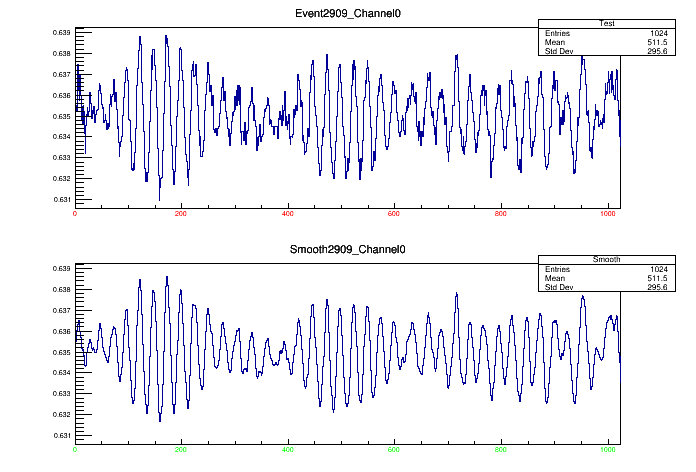 Event2909_Channel0
Test
Entries 1024
Mean 511.5
Std Dev 295.6
0.639
0.638
0.637
0.636
0.635
0.634
0.633
0.632
0.631
0 200 400 600 800 1000
Smooth2909_Channel0
Smooth
Entries 1024
Mean 511.5
Std Dev 295.6
0.639
0.638
0.637
0.636
0.635
0.634
0.633
0.632
0.631
0 200 400 600 800 1000